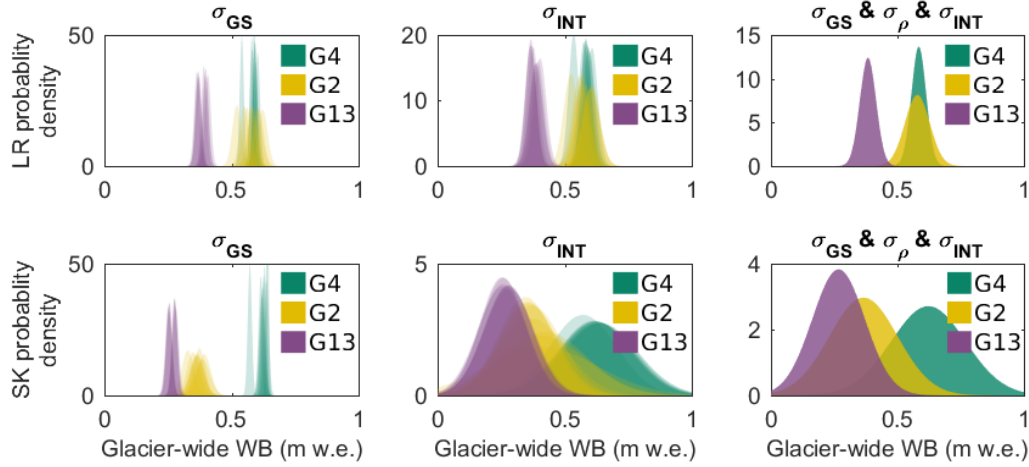 σGS
σINT
σGS & σρ & σINT
LR probablity
density
50
0
G4
G2
G13
0
0.5
1
20
10
0
G4
G2
G13
0
0.5
1
15
10
5
0
G4
G2
G13
0
0.5
1
σGS
σINT
σGS & σρ & σINT
SK probablity
density
50
0
G4
G2
G13
0
0.5
1
Glacier-wide WB (m w.e.)
5
0
G4
G2
G13
0
0.5
1
Glacier-wide WB (m w.e.)
4
2
0
G4
G2
G13
0
0.5
1
Glacier-wide WB (m w.e.)